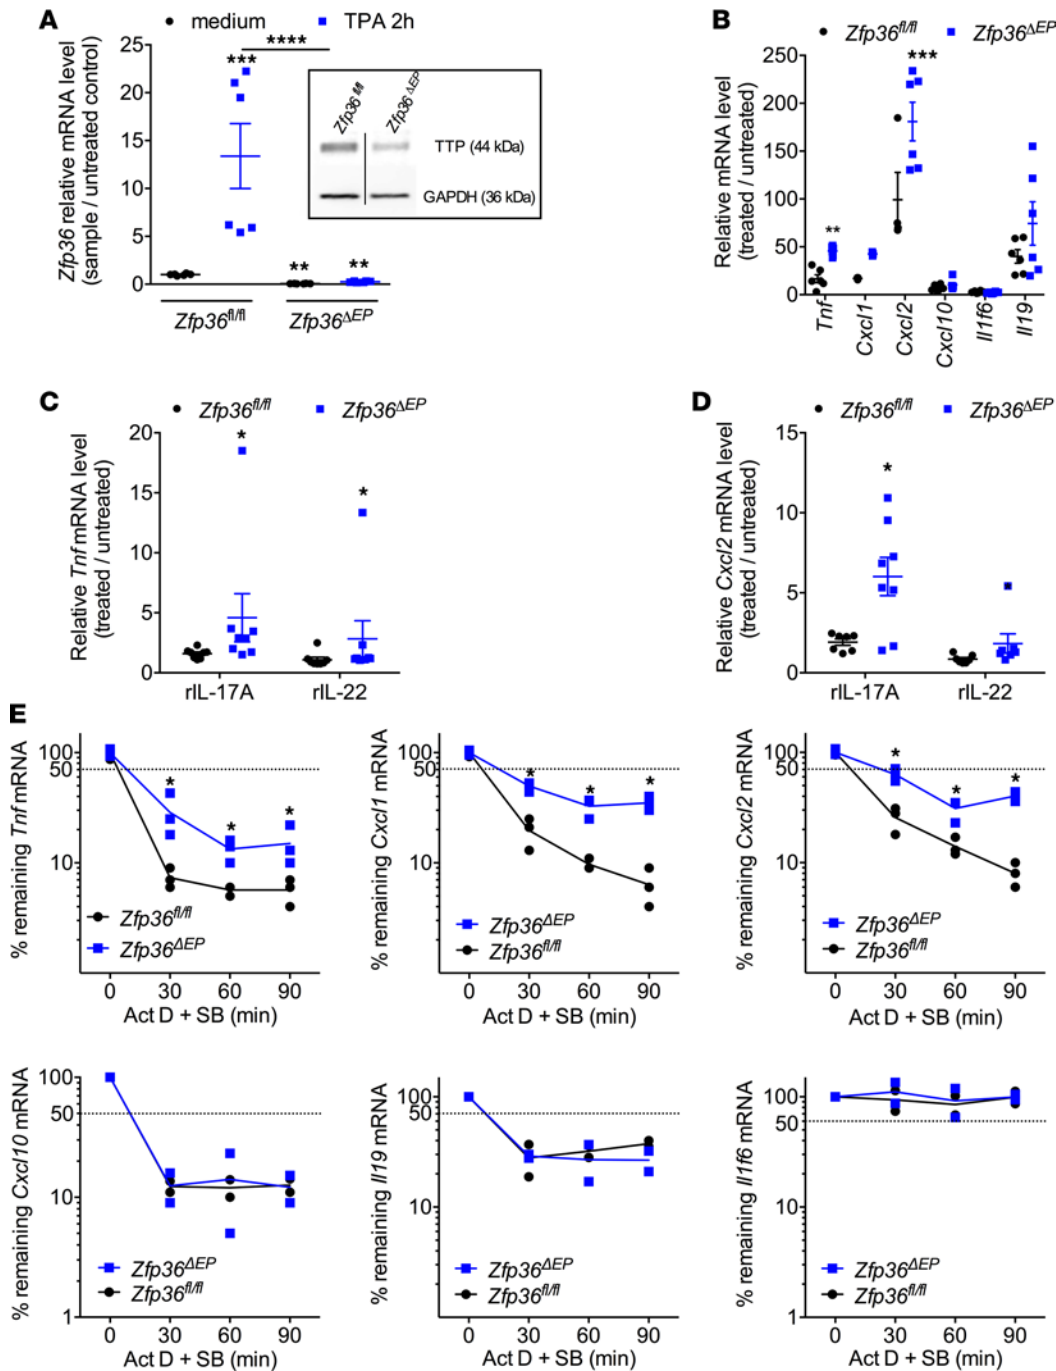 A
medium TPA 2h
Zfp36 relative mRNA level
(sample / untreated control)
25
20
15
10
5
0
***
****
**
**
Zfp36fl/fl
Zfp36ΔEP
TTP (44 kDa)
GAPDH (36 kDa)
Zfp36fl/fl
Zfp36ΔEP
B
Zfp36fl/fl Zfp36ΔEP
Relative mRNA level
(treated / untreated)
250
200
150
100
50
0
**
***
Tnf
Cxcl1
Cxcl2
Cxcl10
Il1f6
Il19
C
Zfp36fl/fl Zfp36ΔEP
Relative Tnf mRNA level
(treated / untreated)
20
15
10
5
0
*
*
rIL-17A rIL-22
D
Zfp36fl/fl Zfp36ΔEP
Relative Cxcl2 mRNA level
(treated / untreated)
15
10
5
0
*
rIL-17A rIL-22
E
% remaining Tnf mRNA
100
50
10
*
*
*
Zfp36fl/fl
Zfp36ΔEP
0 30 60 90
Act D + SB (min)
% remaining Cxcl1 mRNA
100
50
10
*
*
*
Zfp36ΔEP
Zfp36fl/fl
0 30 60 90
Act D + SB (min)
% remaining Cxcl2 mRNA
100
50
10
*
*
*
Zfp36ΔEP
Zfp36fl/fl
0 30 60 90
Act D + SB (min)
% remaining Cxcl10 mRNA
100
50
10
1
Zfp36ΔEP
Zfp36fl/fl
0 30 60 90
Act D + SB (min)
% remaining Il19 mRNA
100
50
10
Zfp36ΔEP
Zfp36fl/fl
0 30 60 90
Act D + SB (min)
% remaining Il1f6 mRNA
100
50
10
1
Zfp36ΔEP
Zfp36fl/fl
0 30 60 90
Act D + SB (min)